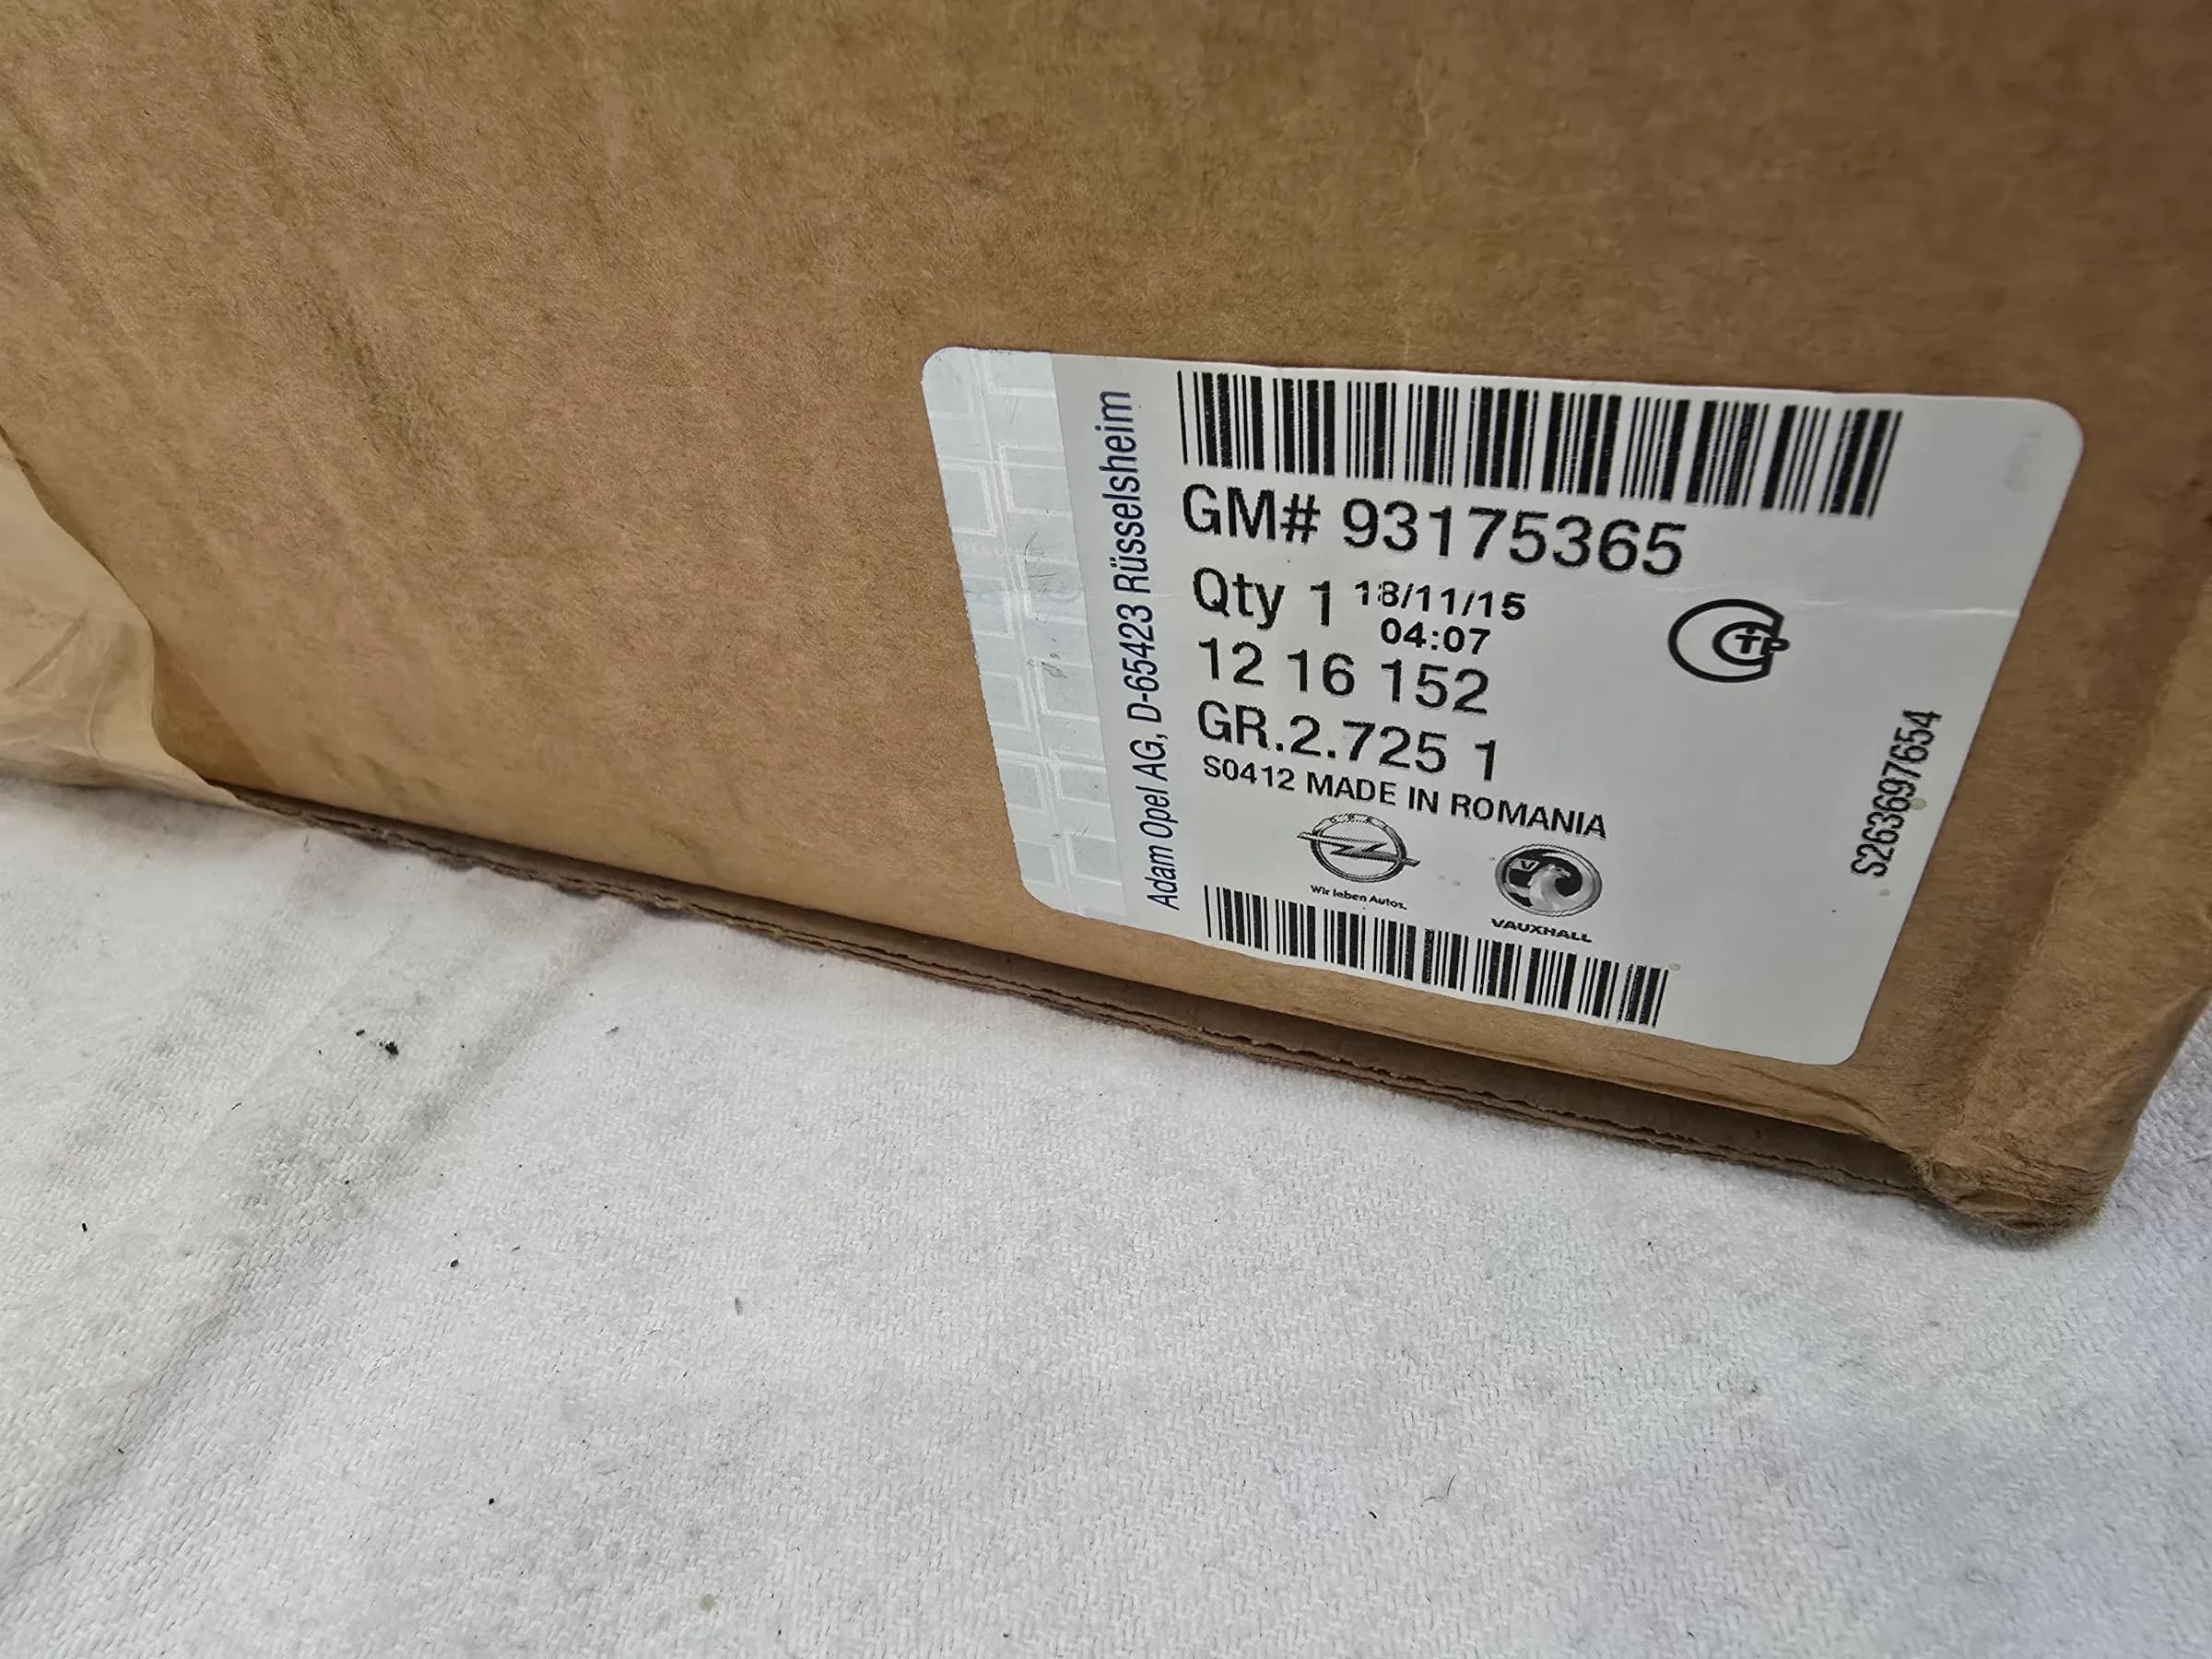 Adam Opel AG, D-65423 Rüsselsheim
GM# 93175365
Qty 1 18/11/15
04:07
12 16 152
GR.2.725 1
S0412 MADE IN ROMANIA
OPEL
Wir leben Autos.
VAUXHALL
S263697654